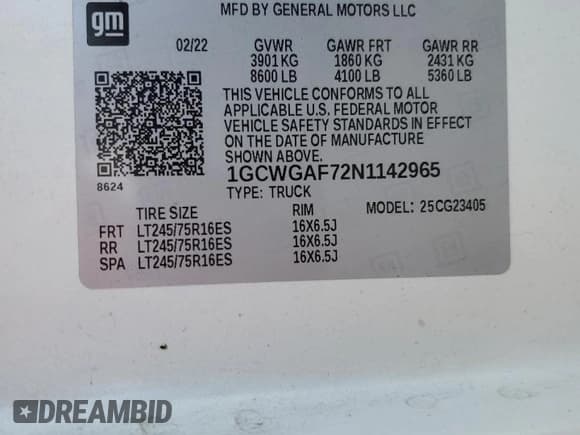 MFD BY GENERAL MOTORS LLC
gm
02/22 GVWR GAWR FRT GAWR RR
3901 KG 1860 KG 2431 KG
8600 LB 4100 LB 5360 LB
THIS VEHICLE CONFORMS TO ALL
APPLICABLE U.S. FEDERAL MOTOR
VEHICLE SAFETY STANDARDS IN EFFECT
ON THE DATE OF MANUFACTURE
SHOWN ABOVE.
1GCWGAF72N1142965
8624 TYPE: TRUCK
TIRE SIZE RIM MODEL: 25CG23405
FRT LT245/75R16ES 16X6.5J
RR LT245/75R16ES 16X6.5J
SPA LT245/75R16ES 16X6.5J
DREAMBID